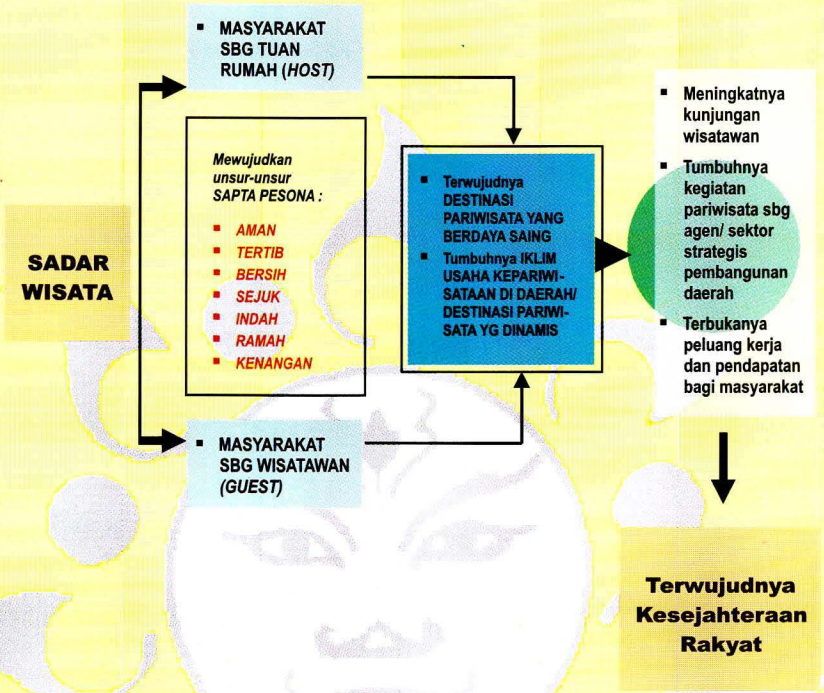 SADAR
WISATA
▪ MASYARAKAT
SBG TUAN
RUMAH (HOST)
Mewujudkan
unsur-unsur
SAPTA PESONA :
▪ AMAN
▪ TERTIB
▪ BERSIH
▪ SEJUK
▪ INDAH
▪ RAMAH
▪ KENANGAN
▪ MASYARAKAT
SBG WISATAWAN
(GUEST)
▪ Terwujudnya
DESTINASI
PARIWISATA YANG
BERDAYA SAING
▪ Tumbuhnya IKLIM
USAHA KEPARIWI-
SATAAN DI DAERAH/
DESTINASI PARIWI-
SATA YG DINAMIS
▪ Meningkatnya
kunjungan
wisatawan
▪ Tumbuhnya
kegiatan
pariwisata sbg
agen/ sektor
strategis
pembangunan
daerah
▪ Terbukanya
peluang kerja
dan pendapatan
bagi masyarakat
Terwujudnya
Kesejahteraan
Rakyat